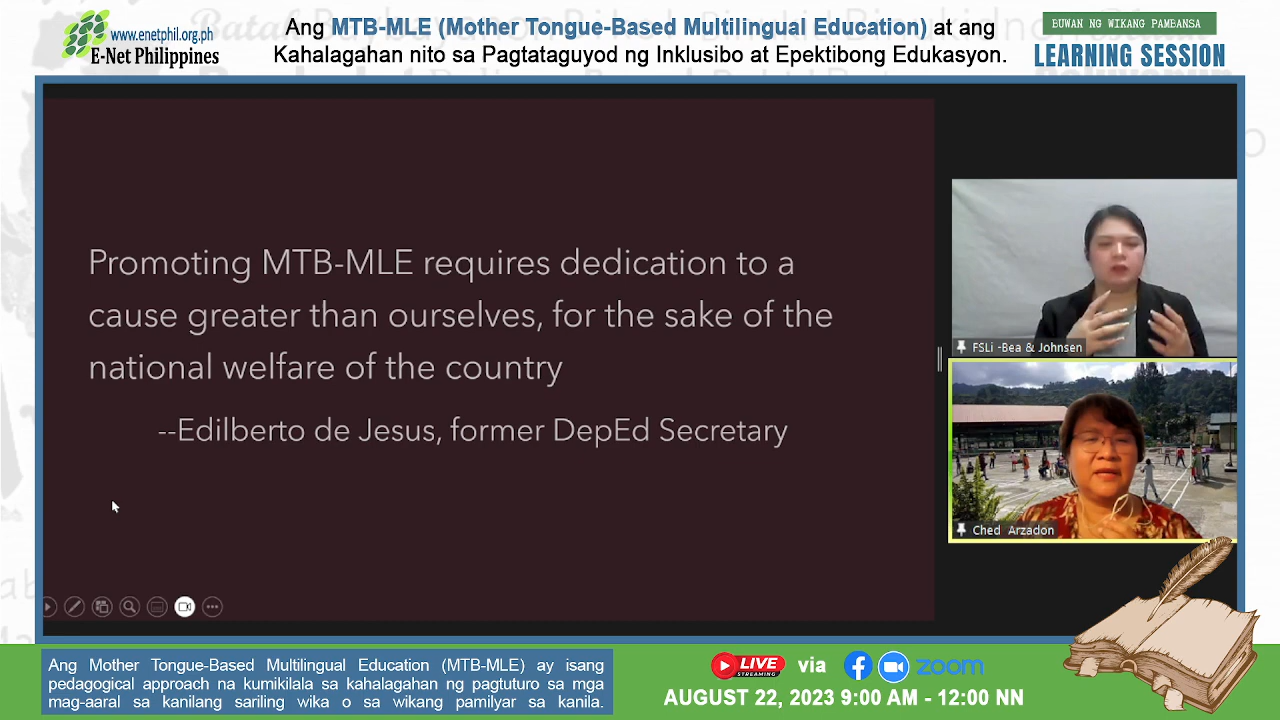 www.enetphil.org.ph
E-Net Philippines
Ang MTB-MLE (Mother Tongue-Based Multilingual Education) at ang
Kahalagahan nito sa Pagtataguyod ng Inklusibo at Epektibong Edukasyon.
BUWAN NG WIKANG PAMBANSA
LEARNING SESSION
Promoting MTB-MLE requires dedication to a
cause greater than ourselves, for the sake of the
national welfare of the country
--Edilberto de Jesus, former DepEd Secretary
FSLi -Bea & Johnsen
Ched Arzadon
Ang Mother Tongue-Based Multilingual Education (MTB-MLE) ay isang
pedagogical approach na kumikilala sa kahalagahan ng pagtuturo sa mga
mag-aaral sa kanilang sariling wika o sa wikang pamilyar sa kanila.
LIVE
STREAMING
via
zoom
AUGUST 22, 2023 9:00 AM - 12:00 NN